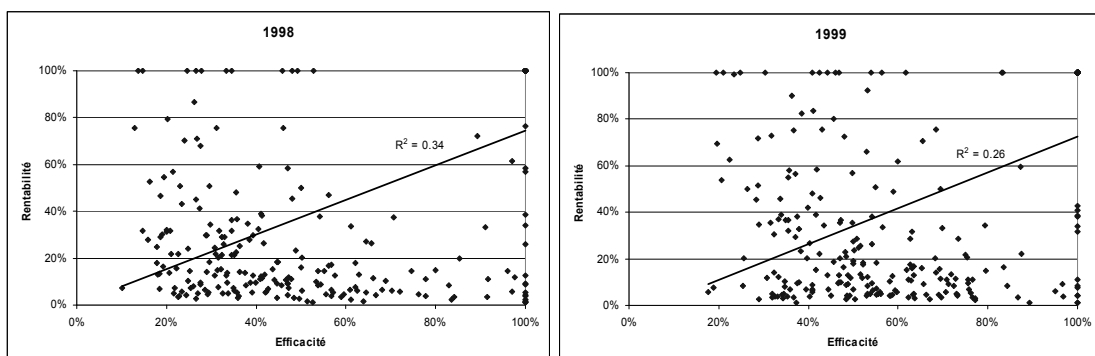 1998
100%
80%
60%
40%
20%
0%
Rentabilité
R² = 0.34
0% 20% 40% 60% 80% 100%
Efficacité
1999
100%
80%
60%
40%
20%
0%
Rentabilité
R² = 0.26
0% 20% 40% 60% 80% 100%
Efficacité